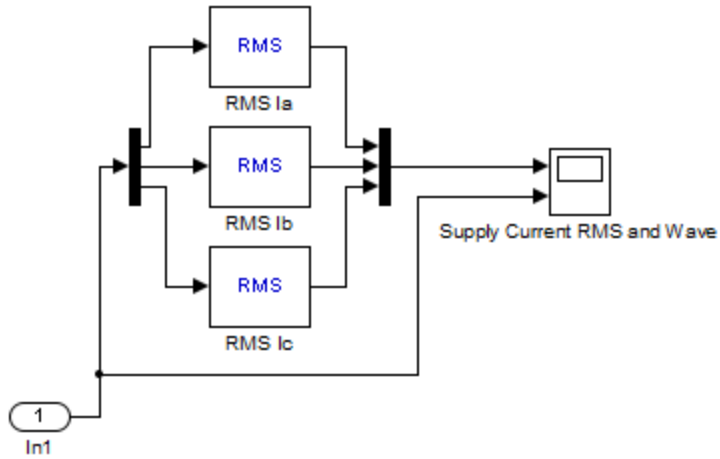 RMS
RMS Ia
RMS
RMS Ib
Supply Current RMS and Wave
RMS
RMS Ic
1
In1